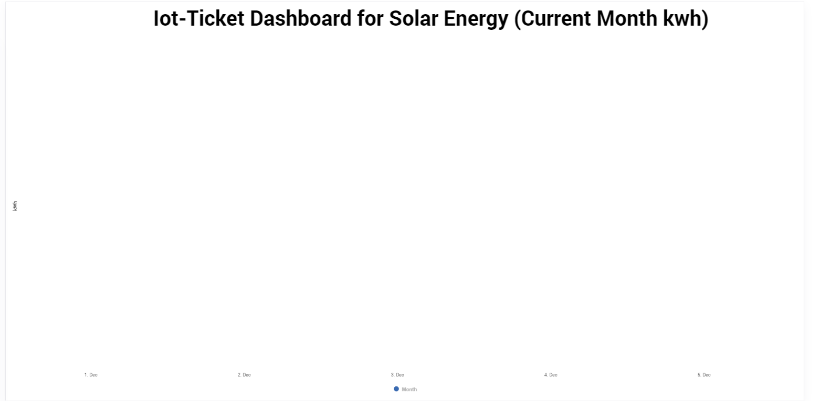 Iot-Ticket Dashboard for Solar Energy (Current Month kwh)
kWh
1. Dec 2. Dec 3. Dec 4. Dec 5. Dec
Month